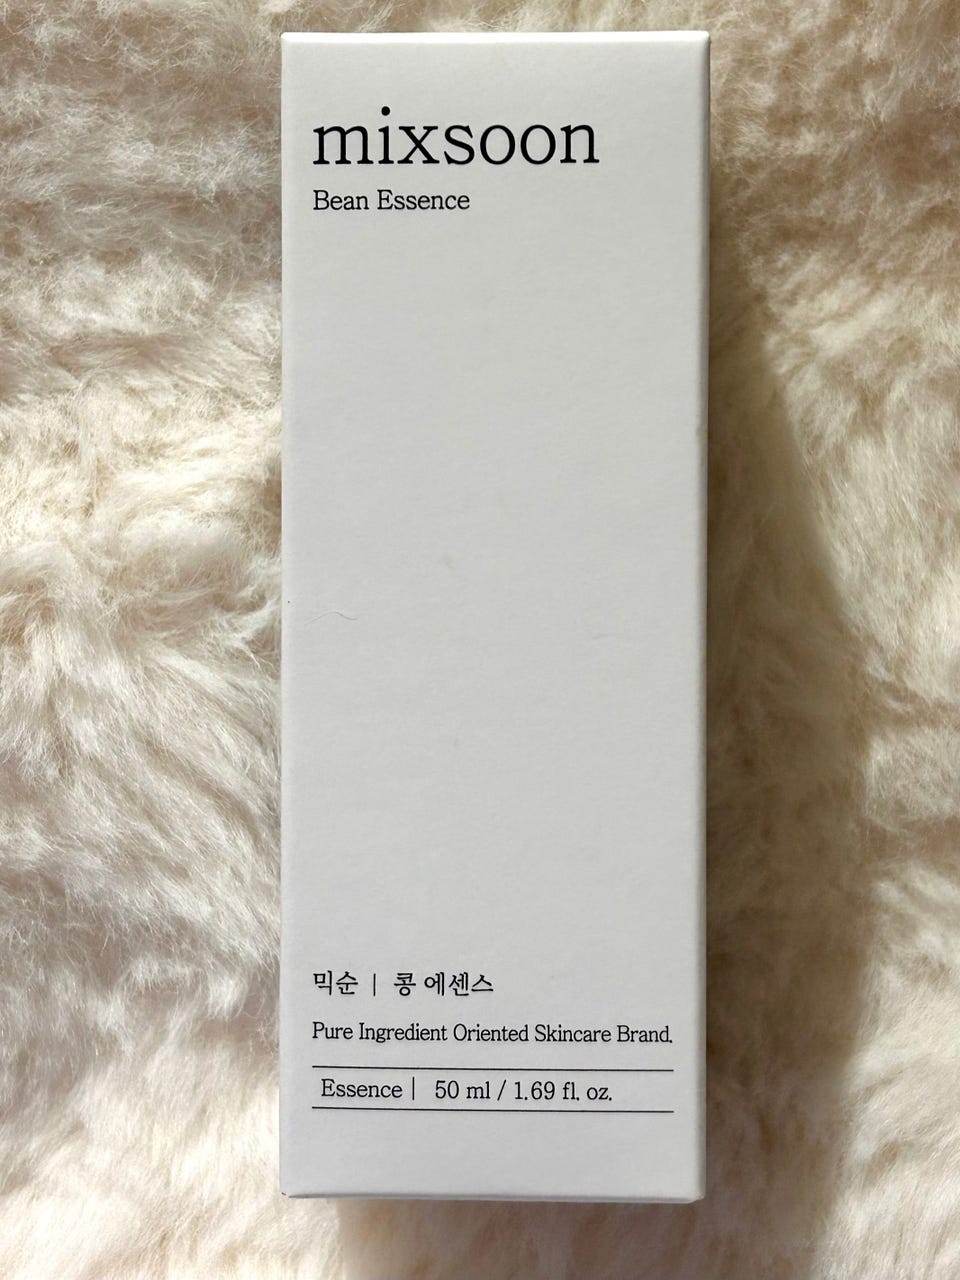 mixsoon
Bean Essence
믹순 | 콩 에센스
Pure Ingredient Oriented Skincare Brand.
Essence | 50 ml / 1.69 fl. oz.